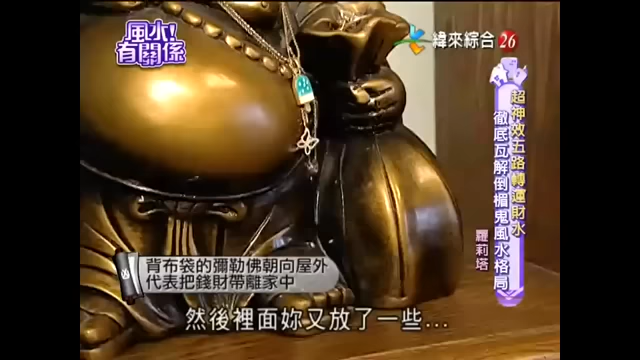 風水!
有關係
緯來綜合26
超神效五路轉運財水
徹底瓦解倒楣鬼風水格局
羅莉塔
背布袋的彌勒佛朝向屋外
代表把錢財帶離家中
然後裡面妳又放了一些...